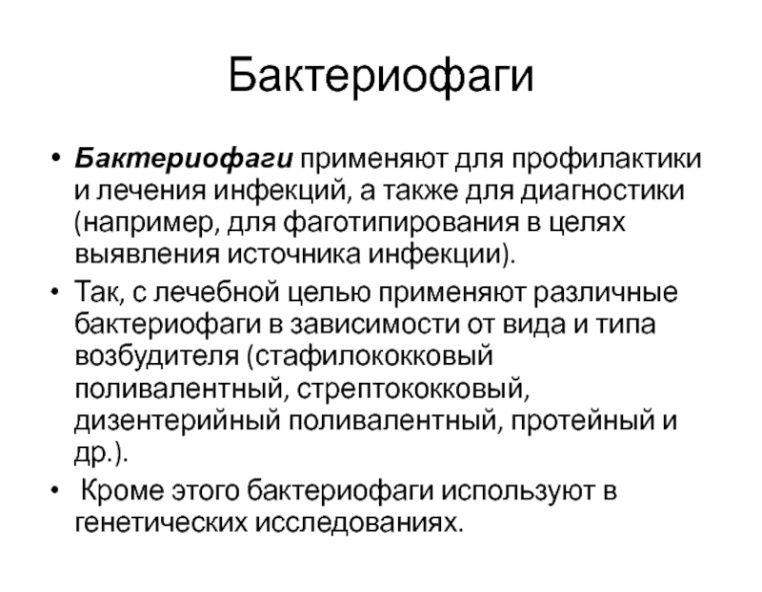 Бактериофаги
• Бактериофаги применяют для профилактики
и лечения инфекций, а также для диагностики
(например, для фаготипирования в целях
выявления источника инфекции).
• Так, с лечебной целью применяют различные
бактериофаги в зависимости от вида и типа
возбудителя (стафилококковый
поливалентный, стрептококковый,
дизентерийный поливалентный, протейный и
др.).
• Кроме этого бактериофаги используют в
генетических исследованиях.